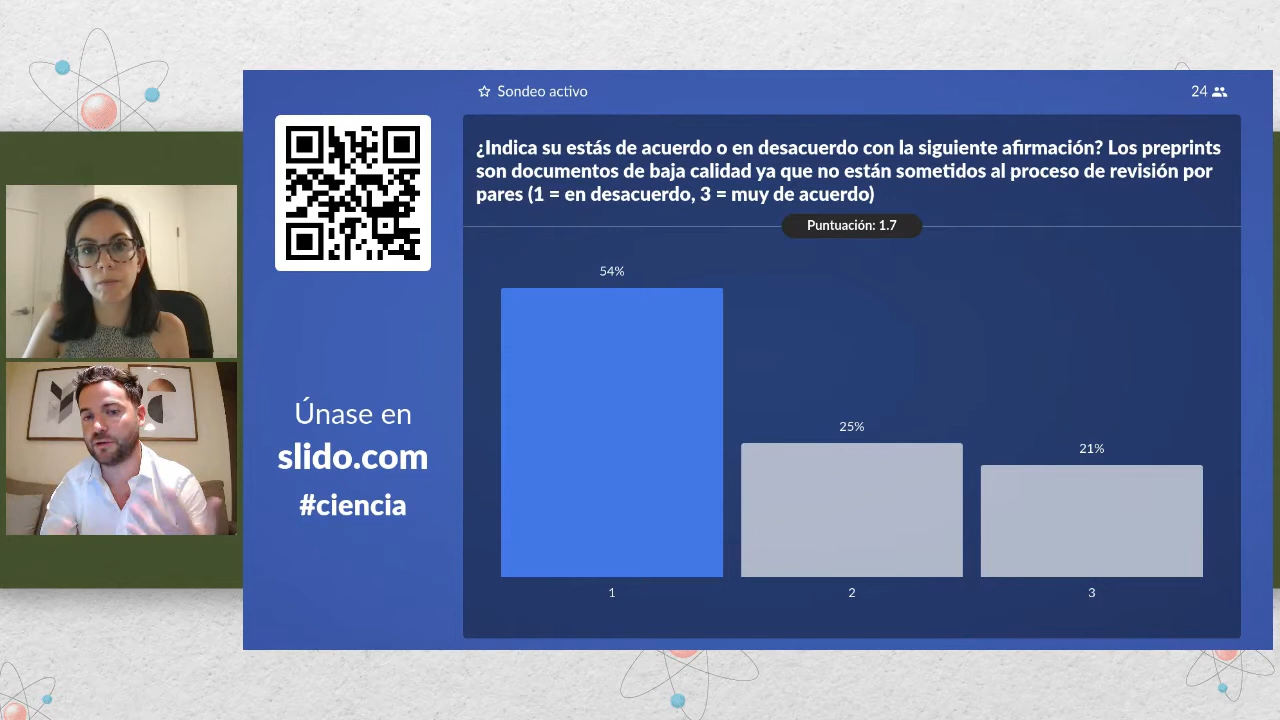 Sondeo activo
24
¿Indica su estás de acuerdo o en desacuerdo con la siguiente afirmación? Los preprints
son documentos de baja calidad ya que no están sometidos al proceso de revisión por
pares (1 = en desacuerdo, 3 = muy de acuerdo)
Puntuación: 1.7
54%
25%
21%
1
2
3
Únase en
slido.com
#ciencia